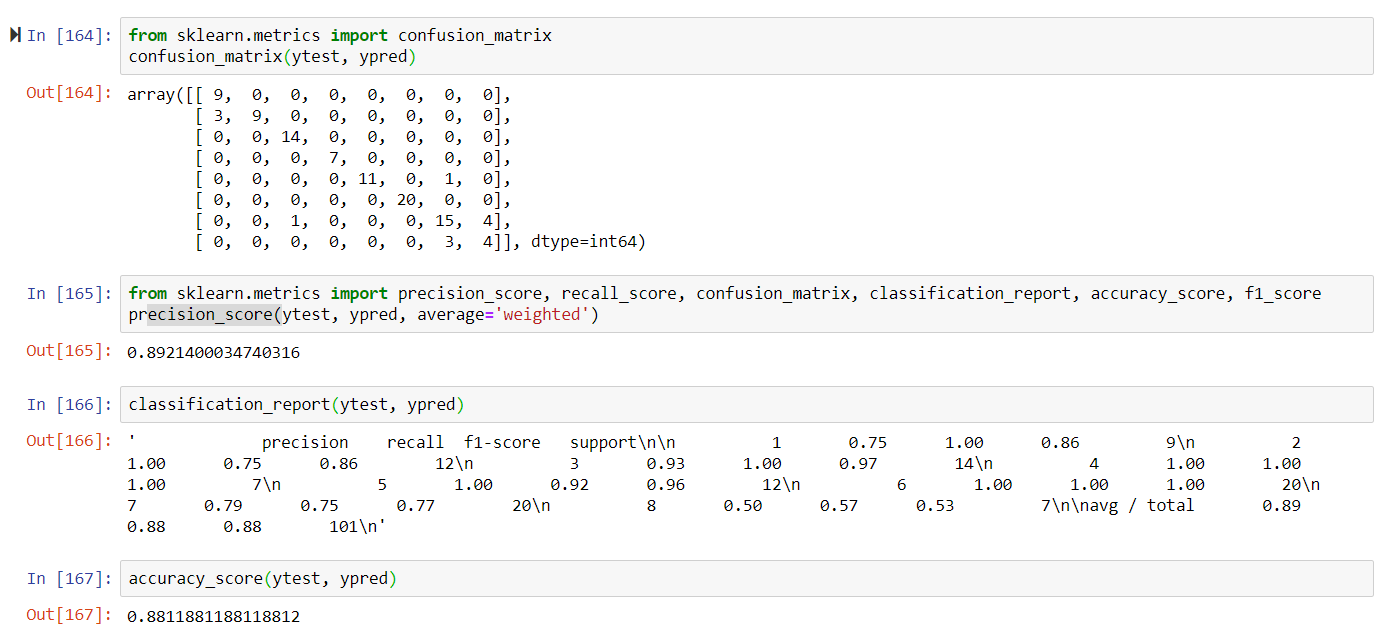 In [164]: from sklearn.metrics import confusion_matrix
confusion_matrix(ytest, ypred)
Out[164]: array([[ 9,  0,  0,  0,  0,  0,  0,  0],
[ 3,  9,  0,  0,  0,  0,  0,  0],
[ 0,  0, 14,  0,  0,  0,  0,  0],
[ 0,  0,  0,  7,  0,  0,  0,  0],
[ 0,  0,  0,  0, 11,  0,  1,  0],
[ 0,  0,  0,  0,  0, 20,  0,  0],
[ 0,  0,  1,  0,  0,  0, 15,  4],
[ 0,  0,  0,  0,  0,  0,  3,  4]], dtype=int64)
In [165]: from sklearn.metrics import precision_score, recall_score, confusion_matrix, classification_report, accuracy_score, f1_score
precision_score(ytest, ypred, average='weighted')
Out[165]: 0.8921400034740316
In [166]: classification_report(ytest, ypred)
Out[166]: '             precision    recall  f1-score   support\n\n          1       0.75      1.00      0.86         9\n          2
1.00      0.75      0.86        12\n          3       0.93      1.00      0.97        14\n          4       1.00      1.00
1.00         7\n          5       1.00      0.92      0.96        12\n          6       1.00      1.00      1.00        20\n
7       0.79      0.75      0.77        20\n          8       0.50      0.57      0.53         7\n\navg / total       0.89
0.88      0.88       101\n'
In [167]: accuracy_score(ytest, ypred)
Out[167]: 0.8811881188118812